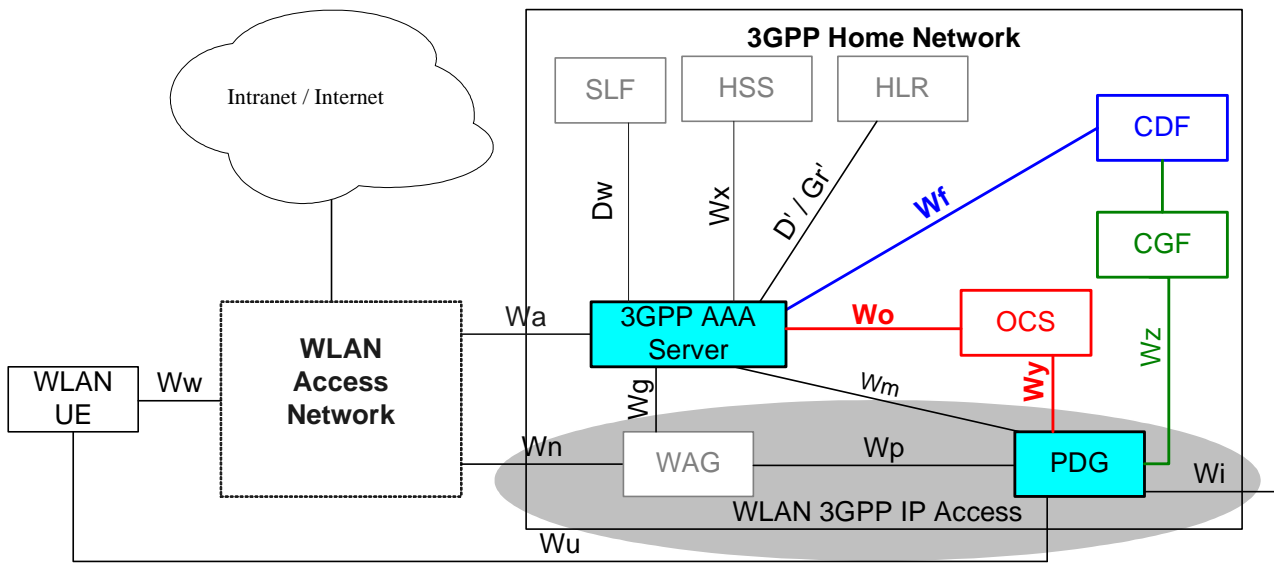 3GPP Home Network
Intranet / Internet
SLF
HSS
HLR
CDF
Dw
Wx
D' / Gr'
Wf
CGF
Wa
3GPP AAA
Server
Wo
OCS
Wz
WLAN
Access
Network
WLAN
UE
Ww
Wg
Wm
Wy
Wn
WAG
Wp
PDG
Wi
WLAN 3GPP IP Access
Wu